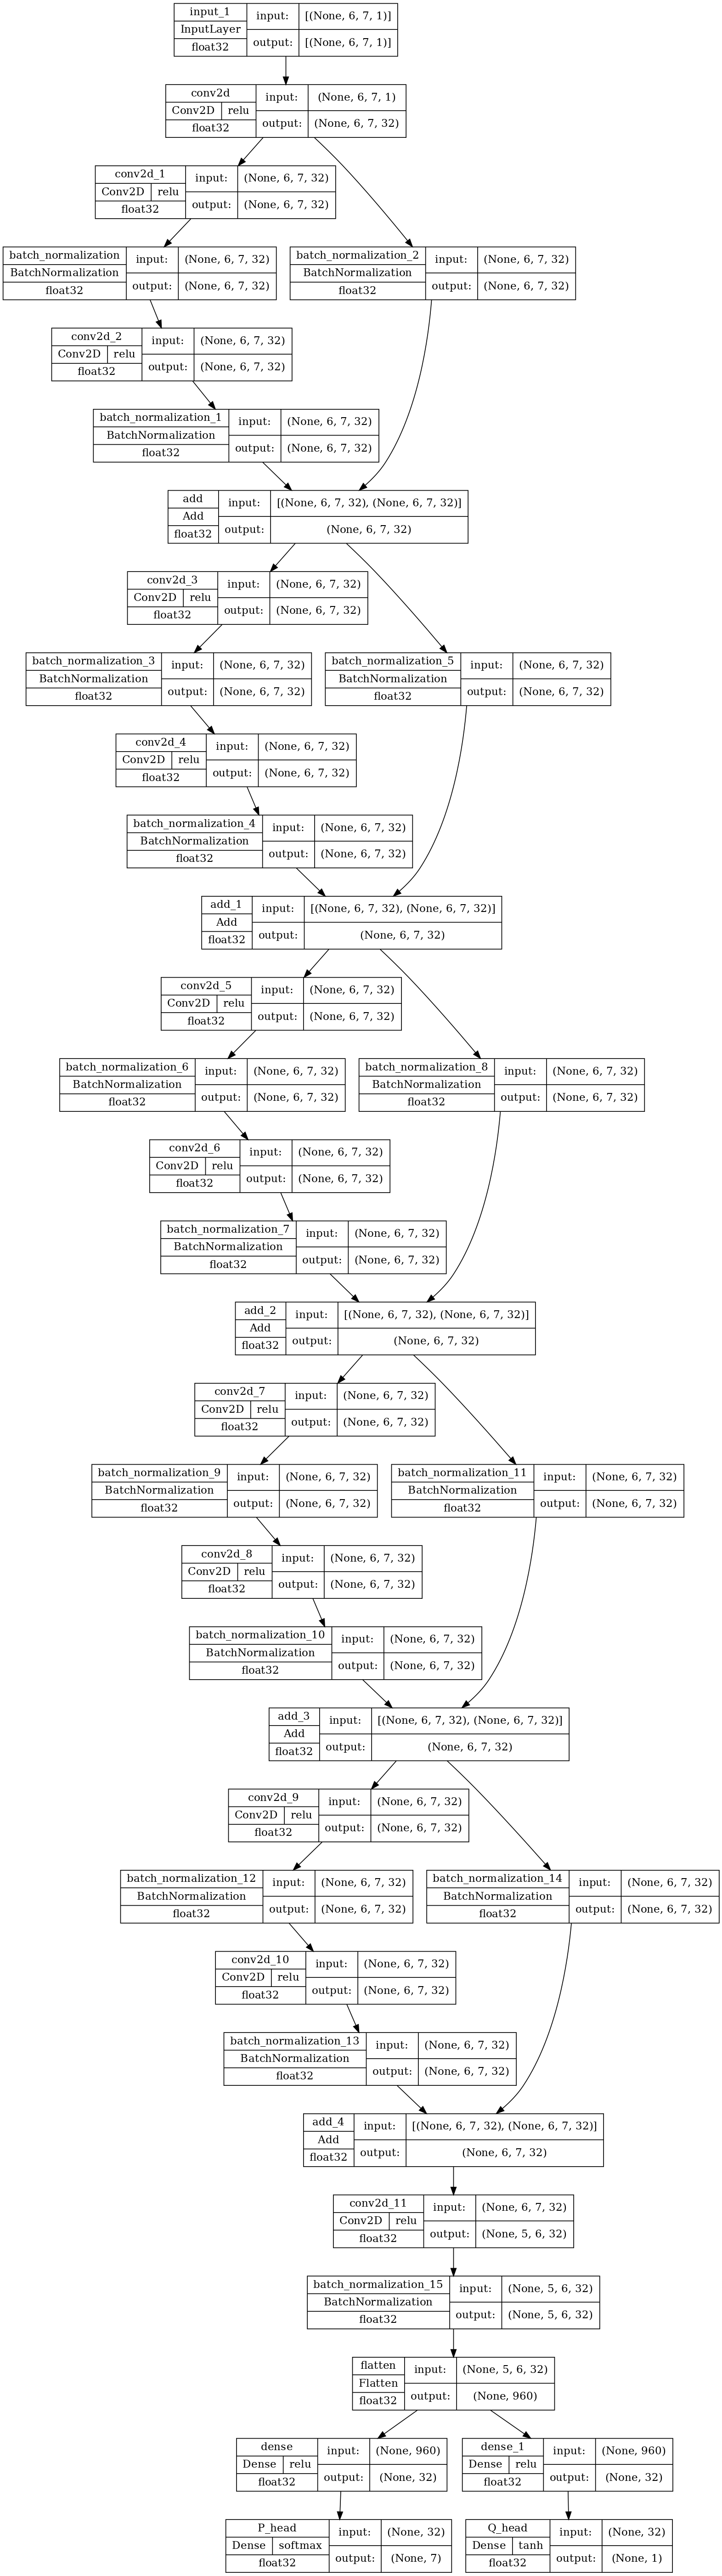 input_1
InputLayer
float32
input:
[(None, 6, 7, 1)]
output:
[(None, 6, 7, 1)]
conv2d
Conv2D
relu
float32
input:
(None, 6, 7, 1)
output:
(None, 6, 7, 32)
conv2d_1
Conv2D
relu
float32
input:
(None, 6, 7, 32)
output:
(None, 6, 7, 32)
batch_normalization
BatchNormalization
float32
input:
(None, 6, 7, 32)
output:
(None, 6, 7, 32)
batch_normalization_2
BatchNormalization
float32
input:
(None, 6, 7, 32)
output:
(None, 6, 7, 32)
conv2d_2
Conv2D
relu
float32
input:
(None, 6, 7, 32)
output:
(None, 6, 7, 32)
batch_normalization_1
BatchNormalization
float32
input:
(None, 6, 7, 32)
output:
(None, 6, 7, 32)
add
Add
float32
input:
[(None, 6, 7, 32), (None, 6, 7, 32)]
output:
(None, 6, 7, 32)
conv2d_3
Conv2D
relu
float32
input:
(None, 6, 7, 32)
output:
(None, 6, 7, 32)
batch_normalization_3
BatchNormalization
float32
input:
(None, 6, 7, 32)
output:
(None, 6, 7, 32)
batch_normalization_5
BatchNormalization
float32
input:
(None, 6, 7, 32)
output:
(None, 6, 7, 32)
conv2d_4
Conv2D
relu
float32
input:
(None, 6, 7, 32)
output:
(None, 6, 7, 32)
batch_normalization_4
BatchNormalization
float32
input:
(None, 6, 7, 32)
output:
(None, 6, 7, 32)
add_1
Add
float32
input:
[(None, 6, 7, 32), (None, 6, 7, 32)]
output:
(None, 6, 7, 32)
conv2d_5
Conv2D
relu
float32
input:
(None, 6, 7, 32)
output:
(None, 6, 7, 32)
batch_normalization_6
BatchNormalization
float32
input:
(None, 6, 7, 32)
output:
(None, 6, 7, 32)
batch_normalization_8
BatchNormalization
float32
input:
(None, 6, 7, 32)
output:
(None, 6, 7, 32)
conv2d_6
Conv2D
relu
float32
input:
(None, 6, 7, 32)
output:
(None, 6, 7, 32)
batch_normalization_7
BatchNormalization
float32
input:
(None, 6, 7, 32)
output:
(None, 6, 7, 32)
add_2
Add
float32
input:
[(None, 6, 7, 32), (None, 6, 7, 32)]
output:
(None, 6, 7, 32)
conv2d_7
Conv2D
relu
float32
input:
(None, 6, 7, 32)
output:
(None, 6, 7, 32)
batch_normalization_9
BatchNormalization
float32
input:
(None, 6, 7, 32)
output:
(None, 6, 7, 32)
batch_normalization_11
BatchNormalization
float32
input:
(None, 6, 7, 32)
output:
(None, 6, 7, 32)
conv2d_8
Conv2D
relu
float32
input:
(None, 6, 7, 32)
output:
(None, 6, 7, 32)
batch_normalization_10
BatchNormalization
float32
input:
(None, 6, 7, 32)
output:
(None, 6, 7, 32)
add_3
Add
float32
input:
[(None, 6, 7, 32), (None, 6, 7, 32)]
output:
(None, 6, 7, 32)
conv2d_9
Conv2D
relu
float32
input:
(None, 6, 7, 32)
output:
(None, 6, 7, 32)
batch_normalization_12
BatchNormalization
float32
input:
(None, 6, 7, 32)
output:
(None, 6, 7, 32)
batch_normalization_14
BatchNormalization
float32
input:
(None, 6, 7, 32)
output:
(None, 6, 7, 32)
conv2d_10
Conv2D
relu
float32
input:
(None, 6, 7, 32)
output:
(None, 6, 7, 32)
batch_normalization_13
BatchNormalization
float32
input:
(None, 6, 7, 32)
output:
(None, 6, 7, 32)
add_4
Add
float32
input:
[(None, 6, 7, 32), (None, 6, 7, 32)]
output:
(None, 6, 7, 32)
conv2d_11
Conv2D
relu
float32
input:
(None, 6, 7, 32)
output:
(None, 5, 6, 32)
batch_normalization_15
BatchNormalization
float32
input:
(None, 5, 6, 32)
output:
(None, 5, 6, 32)
flatten
Flatten
float32
input:
(None, 5, 6, 32)
output:
(None, 960)
dense
Dense
relu
float32
input:
(None, 960)
output:
(None, 32)
dense_1
Dense
relu
float32
input:
(None, 960)
output:
(None, 32)
P_head
Dense
softmax
float32
input:
(None, 32)
output:
(None, 7)
Q_head
Dense
tanh
float32
input:
(None, 32)
output:
(None, 1)